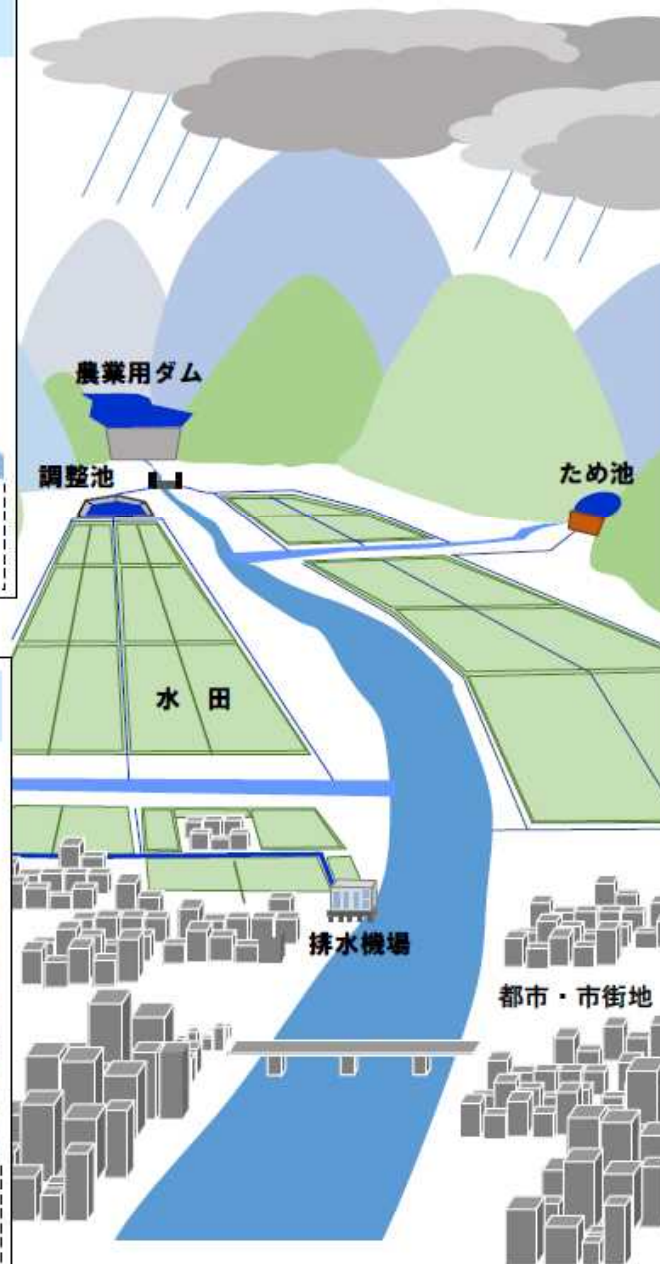 農業用ダム
調整池
ため池
水 田
排水機場
都市・市街地